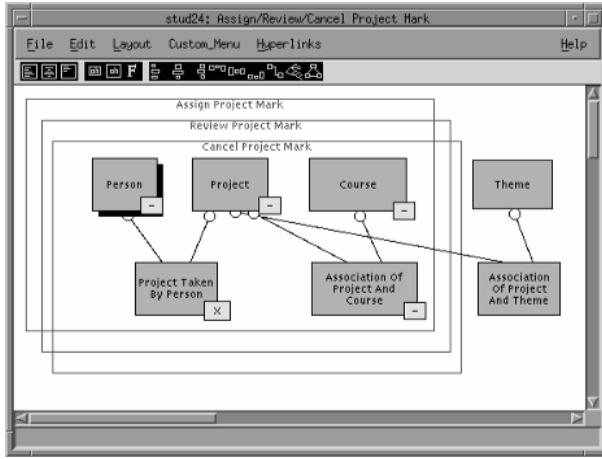 stud24: Assign/Review/Cancel Project Mark
File Edit Layout Custom_Menu Hyperlinks Help
Assign Project Mark
Review Project Mark
Cancel Project Mark
Person
Project
Course
Theme
Project Taken
By Person
X
Association Of
Project And
Course
Association
Of Project
And Theme